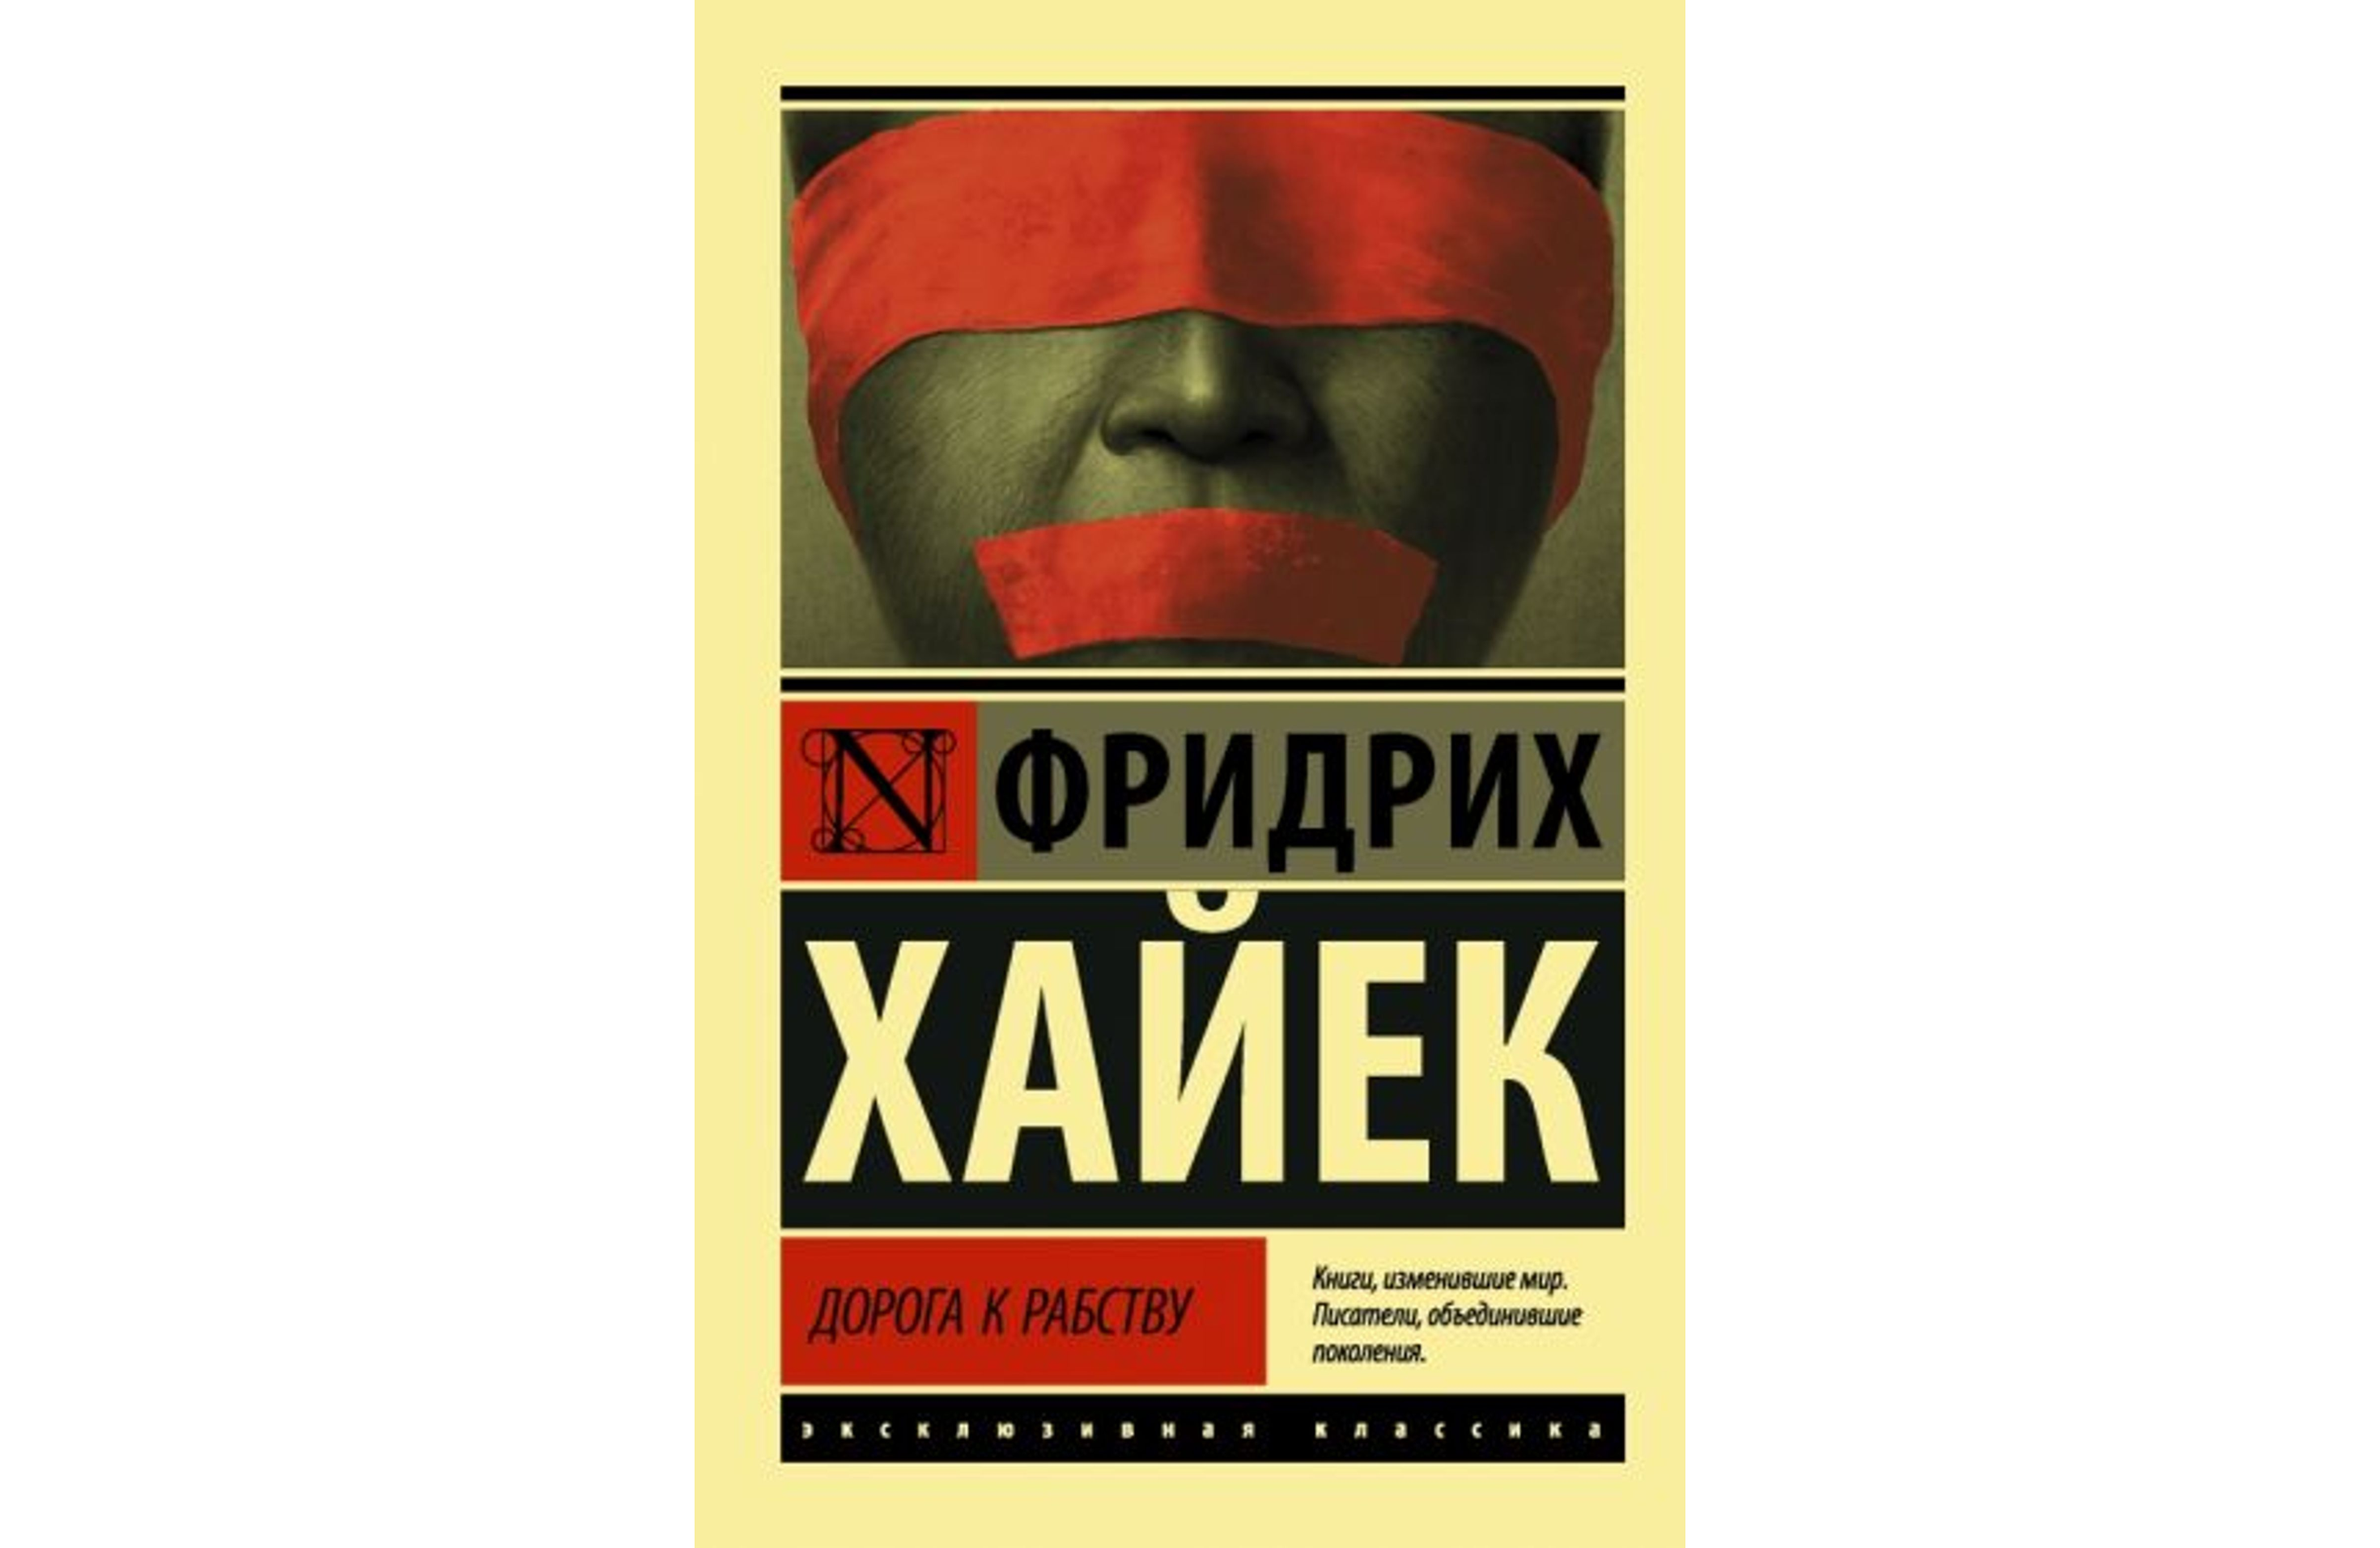 N ФРИДРИХ
ХАЙЕК
ДОРОГА К РАБСТВУ
Книги, изменившие мир.
Писатели, объединившие
поколения.
эксклюзивная классика